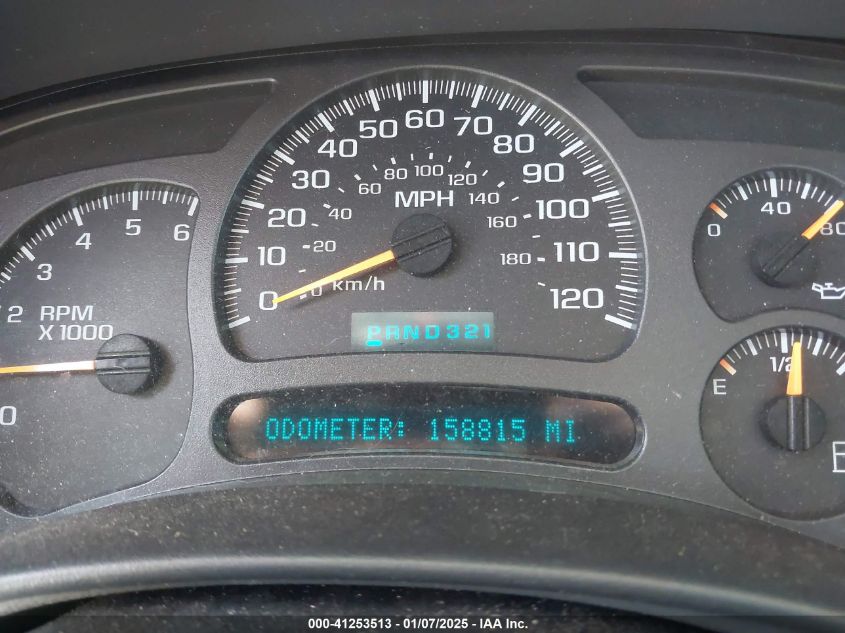 0 2 3 4 5 6
RPM
X 1000
0 10 20 30 40 50 60 70 80 90 100 110 120
MPH
0 20 40 60 80 100 120 140 160 180
km/h
PRND321
ODOMETER: 158815 MI
0 40 80
E 1/2
000-41253513 - 01/07/2025 - IAA Inc.